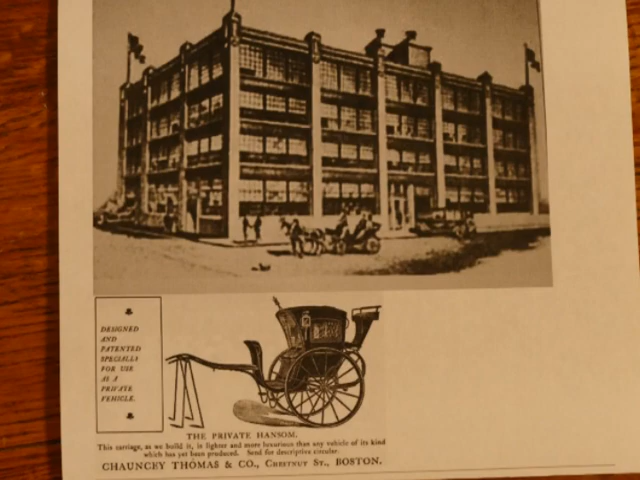 DESIGNED
AND
PATENTED
SPECIALLY
FOR USE
AS A
PRIVATE
VEHICLE.
THE PRIVATE HANSOM.
This carriage, as we build it, is lighter and more luxurious than any vehicle of its kind
which has yet been produced. Send for descriptive circular.
CHAUNCEY THOMAS & CO., CHESTNUT ST., BOSTON.